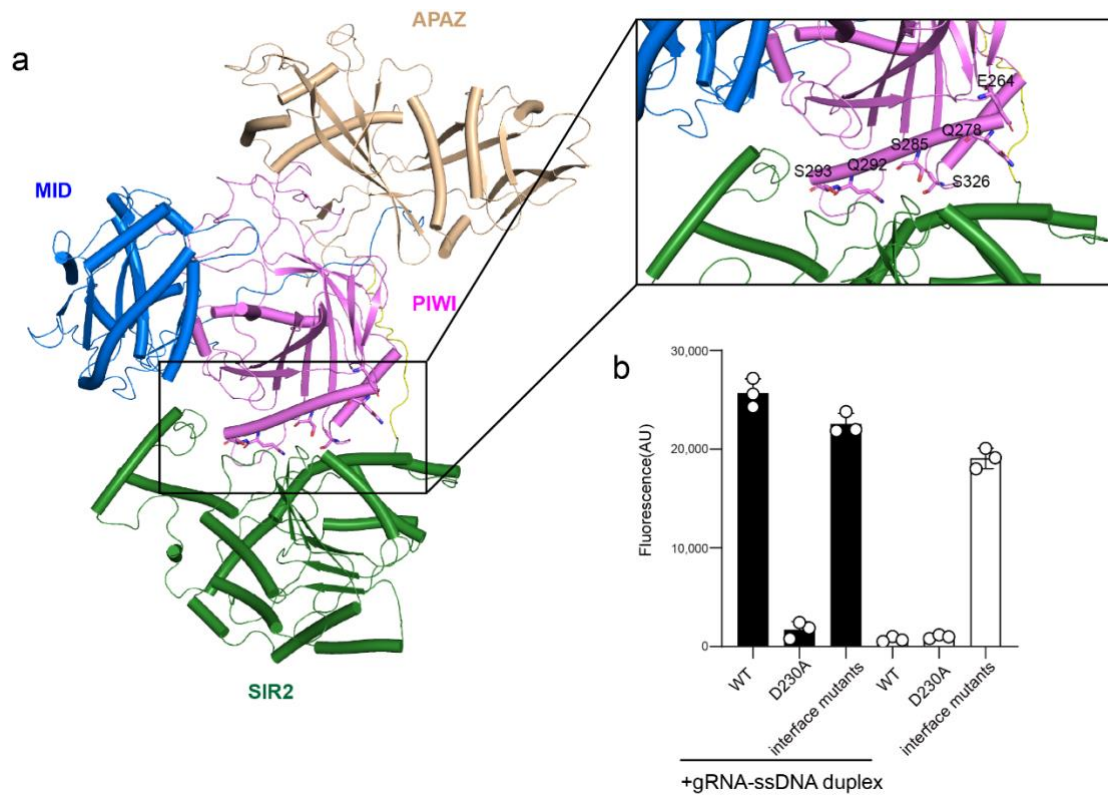 a
APAZ
MID
PIWI
SIR2
E264
Q278
S285
Q292
S293
S326
b
30,000
20,000
10,000
0
Fluorescence(AU)
WT
D230A
interface mutants
WT
D230A
interface mutants
+gRNA-ssDNA duplex